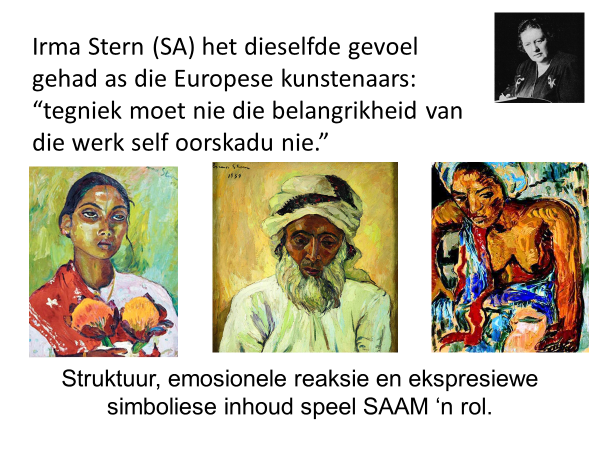 Irma Stern (SA) het dieselfde gevoel
gehad as die Europese kunstenaars:
“tegniek moet nie die belangrikheid van
die werk self oorskadu nie.”
Struktuur, emosionele reaksie en ekspresiewe
simboliese inhoud speel SAAM ‘n rol.